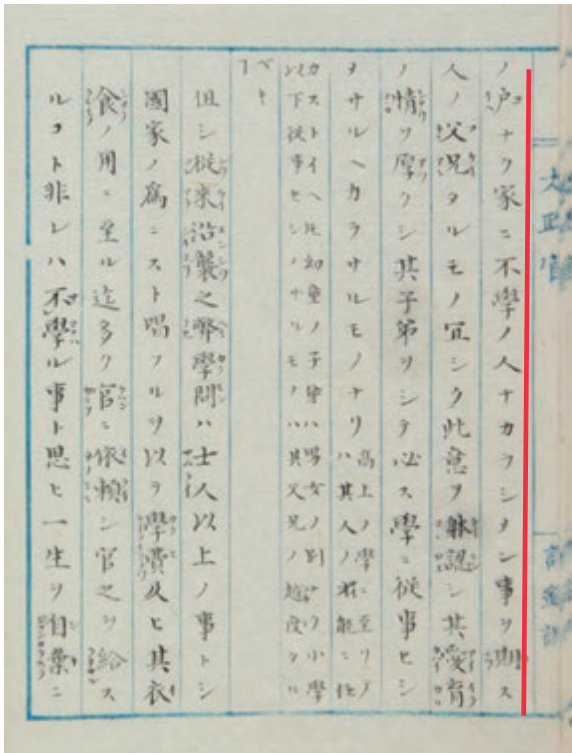 ノ戸ナク家ニ不學ノ人ナカラシメン事ヲ期ス
人ノ父兄タルモノ宜シク此意ヲ躰認シ其愛育
ノ情ヲ厚クシ其子弟ヲシテ必ス學ニ從事セシ
メサルヘカラサルモノナリ
高上ノ學ニ至リテ
ハ其人ノ材能ニ任
カストイヘ𪜈幼童ノ子弟ハ男女ノ別ナク小學
ニ從事セシメサルモノハ其父兄ノ越度タル
ヘキ
但シ從來沿襲之弊學問ハ士人以上ノ事トシ
國家ノ爲ニスト唱フルヲ以テ學費及ヒ其衣
食ノ用ニ至ル迄多ク官ニ依頼シ官之ヲ給ス
ルコト非レハ不學ル事ト思ヒ一生ヲ自棄ニ
太政官